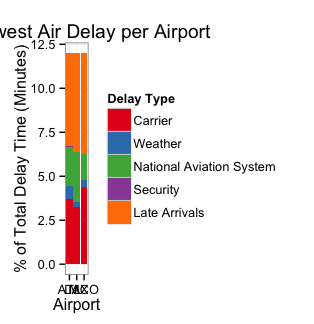 west Air Delay per Airport
% of Total Delay Time (Minutes)
12.5
10.0
7.5
5.0
2.5
0.0
Airport
Delay Type
Carrier
Weather
National Aviation System
Security
Late Arrivals